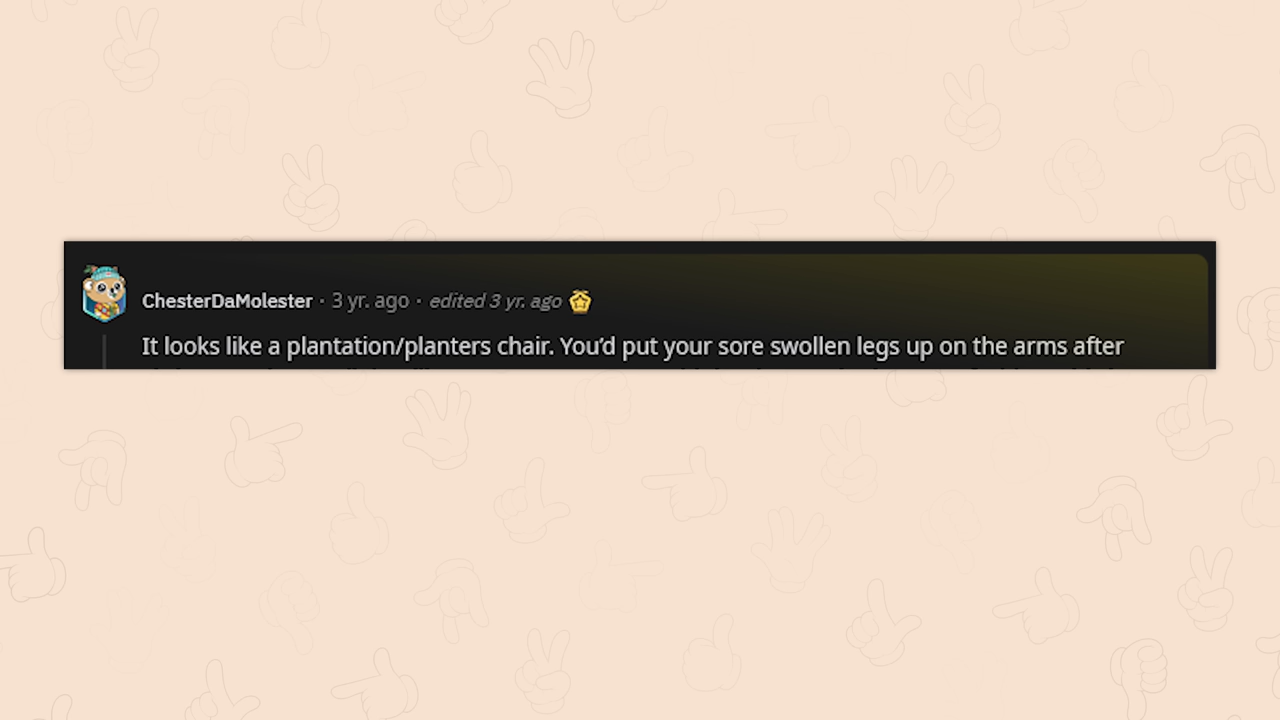 ChesterDaMolester · 3 yr. ago · edited 3 yr. ago
It looks like a plantation/planters chair. You’d put your sore swollen legs up on the arms after